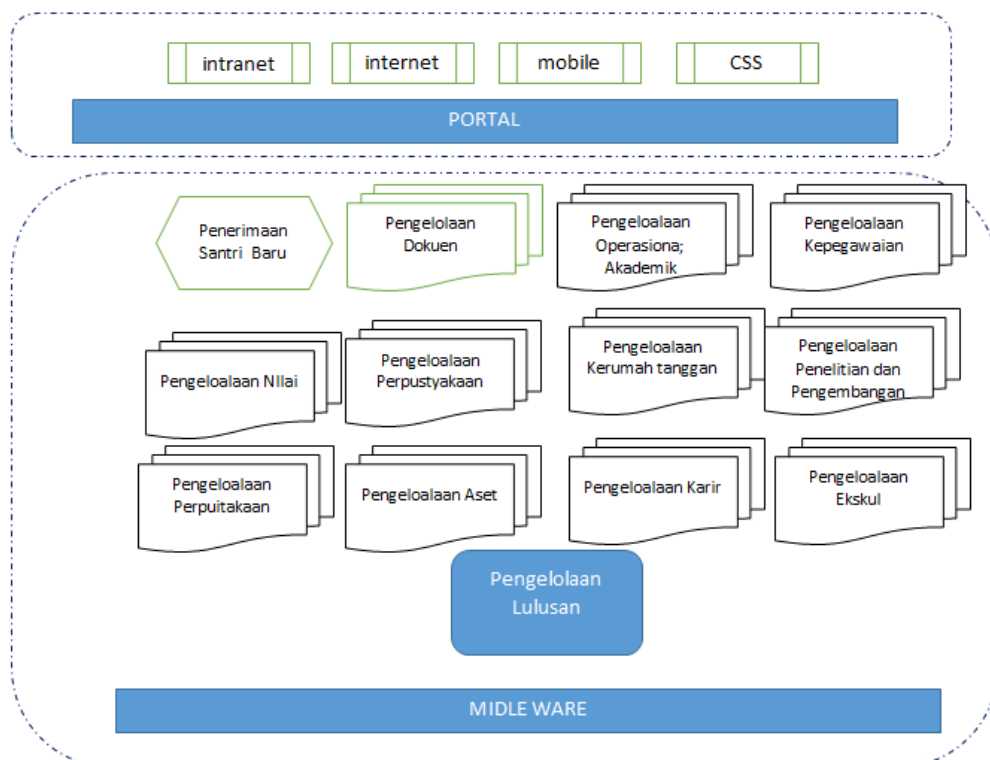 intranet
internet
mobile
CSS
PORTAL
Penerimaan
Santri Baru
Pengelolaan
Dokuen
Pengeloalaan
Operasiona;
Akademik
Pengeloalaan
Kepegawaian
Pengeloalaan NIlai
Pengeloalaan
Perpustyakaan
Pengeloalaan
Kerumah tanggan
Pengeloalaan
Penelitian dan
Pengembangan
Pengeloalaan
Perpuitakaan
Pengeloalaan Aset
Pengeloalaan Karir
Pengeloalaan
Ekskul
Pengelolaan
Lulusan
MIDLE WARE